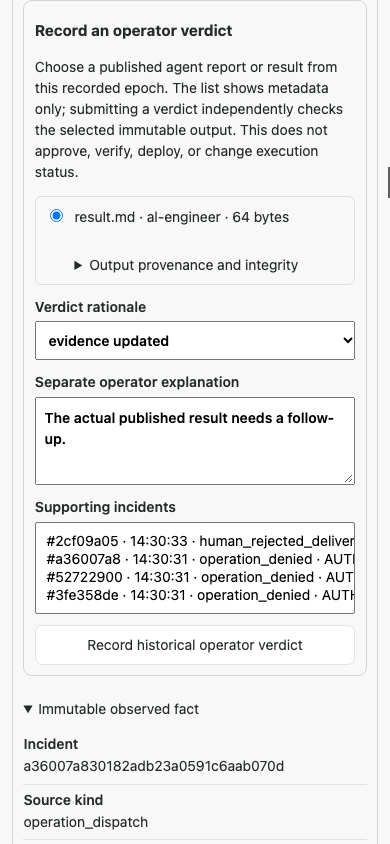 Record an operator verdict
Choose a published agent report or result from
this recorded epoch. The list shows metadata
only; submitting a verdict independently checks
the selected immutable output. This does not
approve, verify, deploy, or change execution
status.
result.md · al-engineer · 64 bytes
▶ Output provenance and integrity
Verdict rationale
evidence updated
Separate operator explanation
The actual published result needs a follow-
up.
Supporting incidents
#2cf09a05 · 14:30:33 · human_rejected_deliver
#a36007a8 · 14:30:31 · operation_denied · AUTH
#52722900 · 14:30:31 · operation_denied · AUT
#3fe358de · 14:30:31 · operation_denied · AUTH
Record historical operator verdict
▼ Immutable observed fact
Incident
a36007a830182adb23a0591c6aab070d
Source kind
operation_dispatch